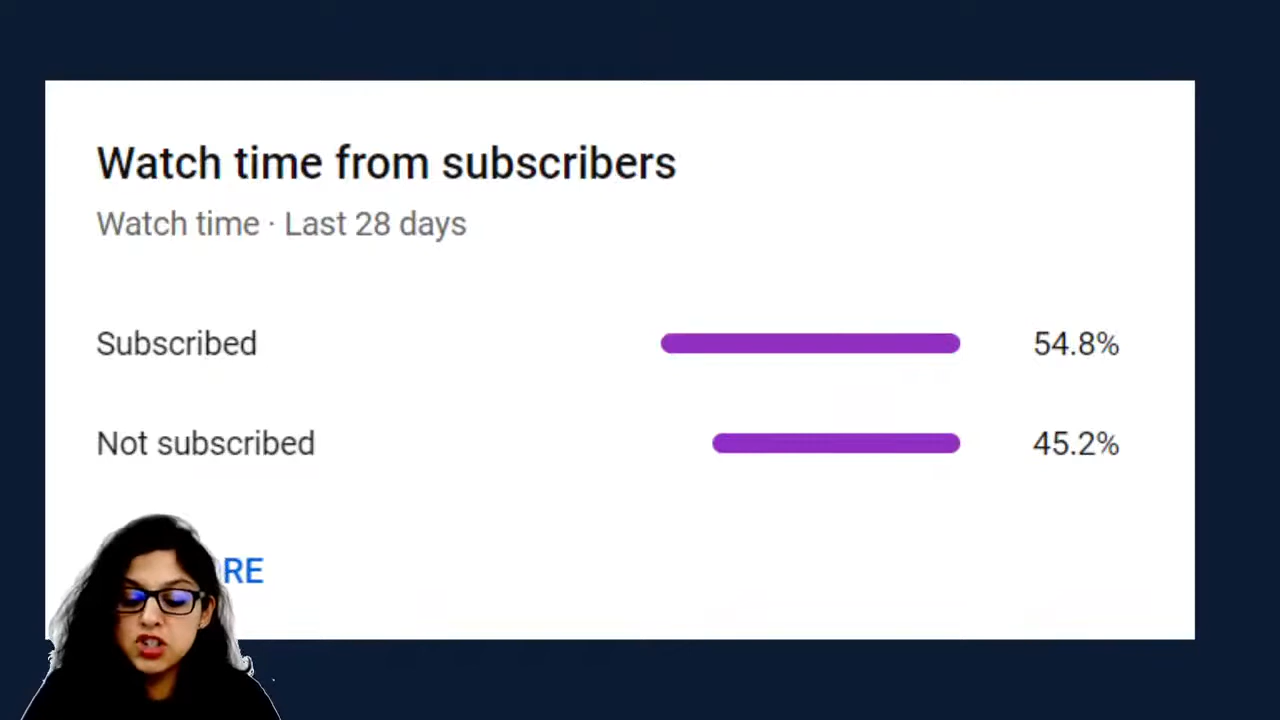 Watch time from subscribers
Watch time · Last 28 days
Subscribed 54.8%
Not subscribed 45.2%